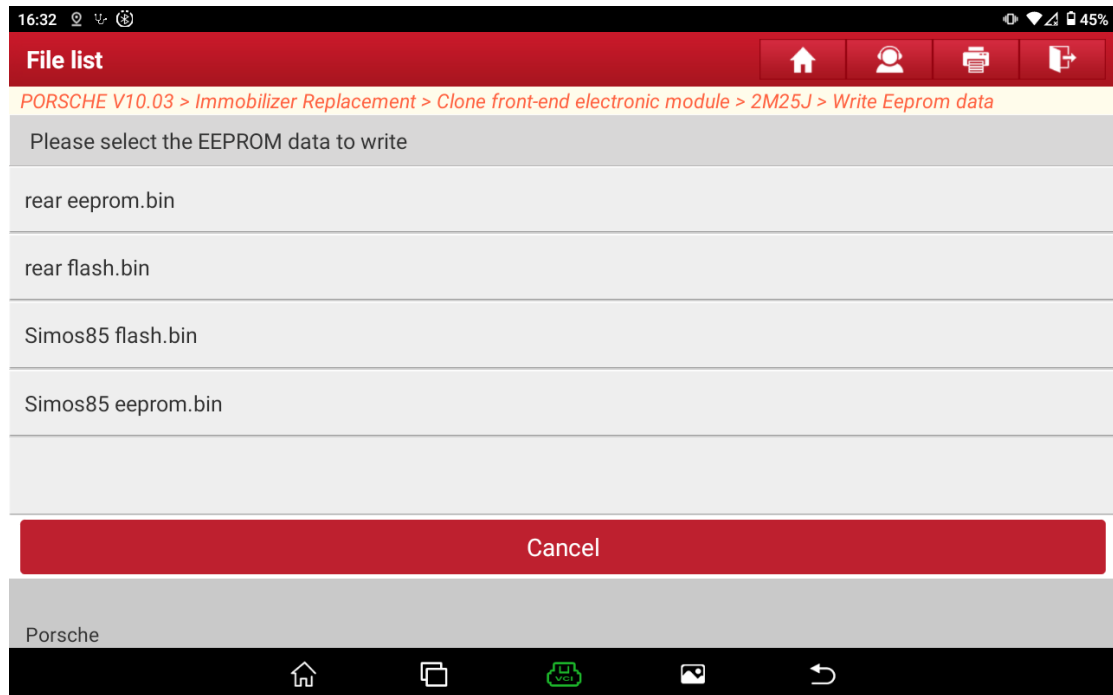 16:32 45%
File list
PORSCHE V10.03 > Immobilizer Replacement > Clone front-end electronic module > 2M25J > Write Eeprom data
Please select the EEPROM data to write
rear eeprom.bin
rear flash.bin
Simos85 flash.bin
Simos85 eeprom.bin
Cancel
Porsche
VCI